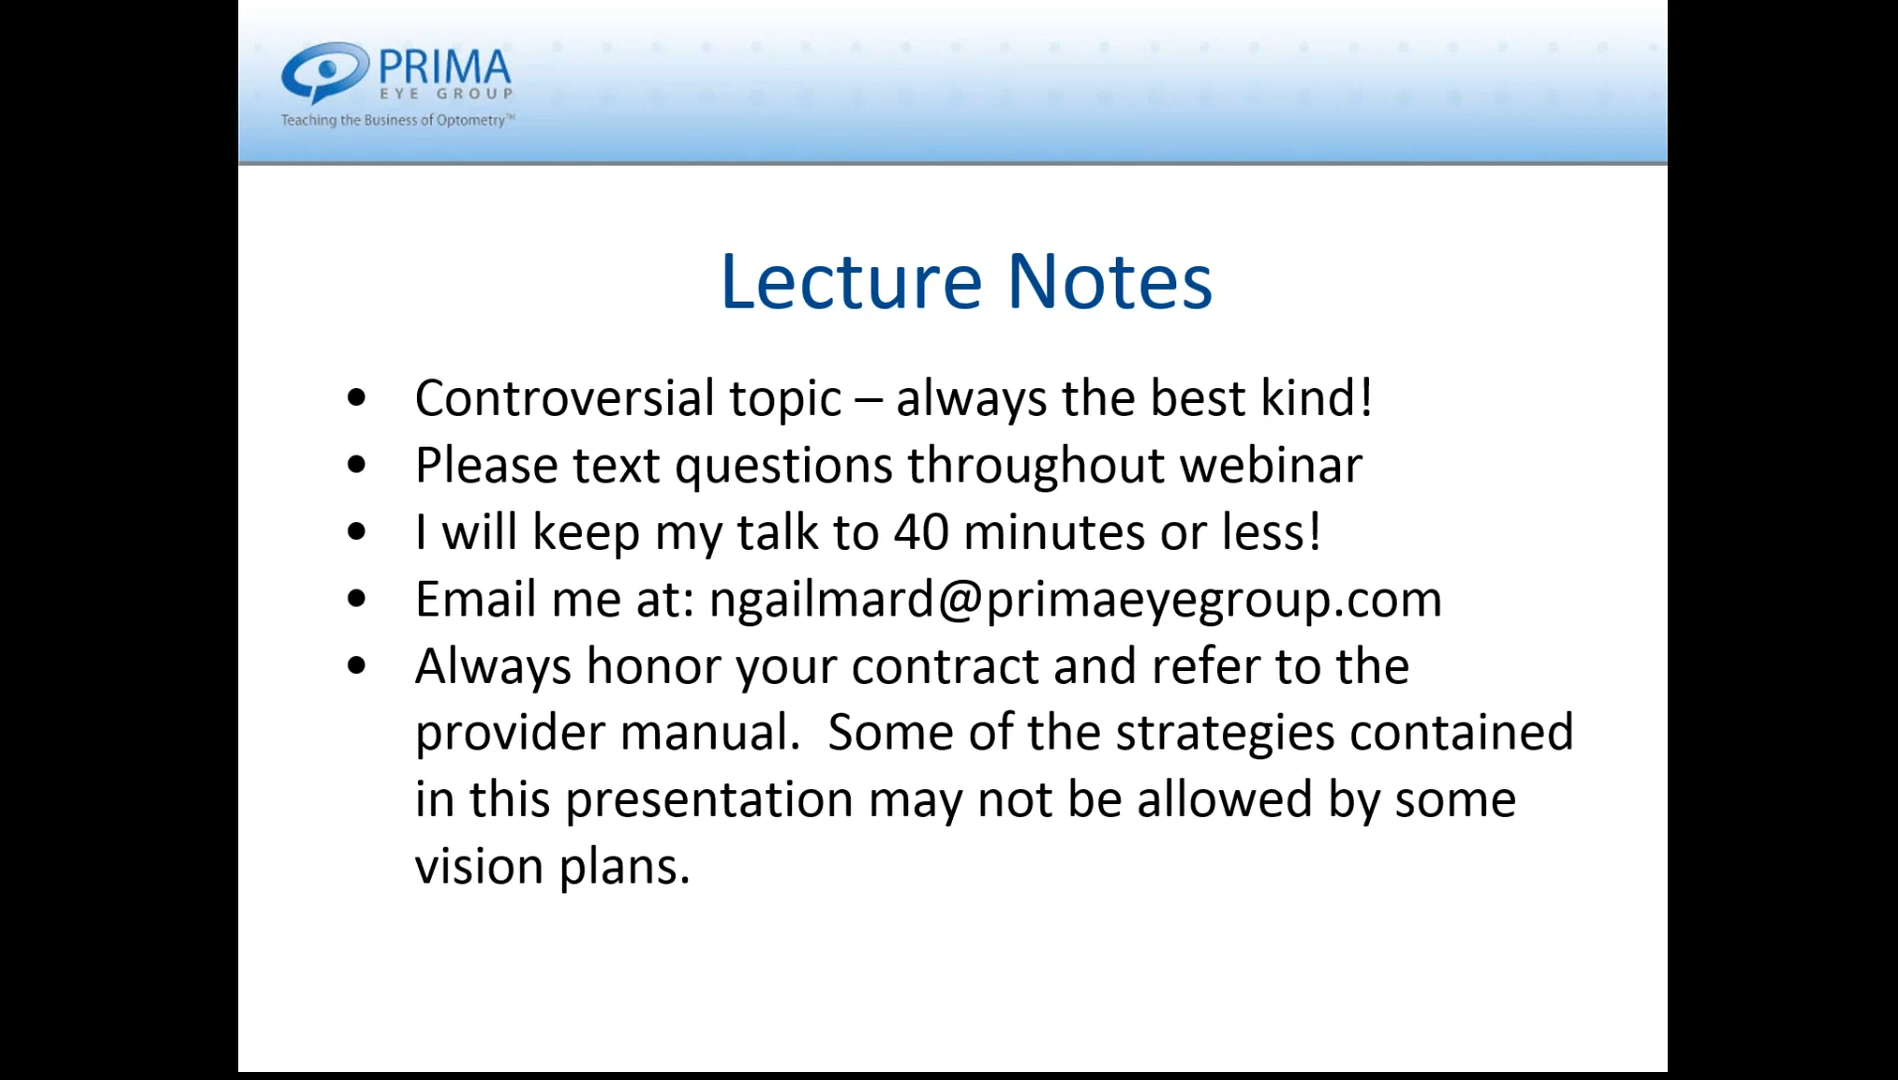 PRIMA
EYE GROUP
Teaching the Business of Optometry™
Lecture Notes
• Controversial topic – always the best kind!
• Please text questions throughout webinar
• I will keep my talk to 40 minutes or less!
• Email me at: ngailmard@primaeyegroup.com
• Always honor your contract and refer to the
provider manual.  Some of the strategies contained
in this presentation may not be allowed by some
vision plans.